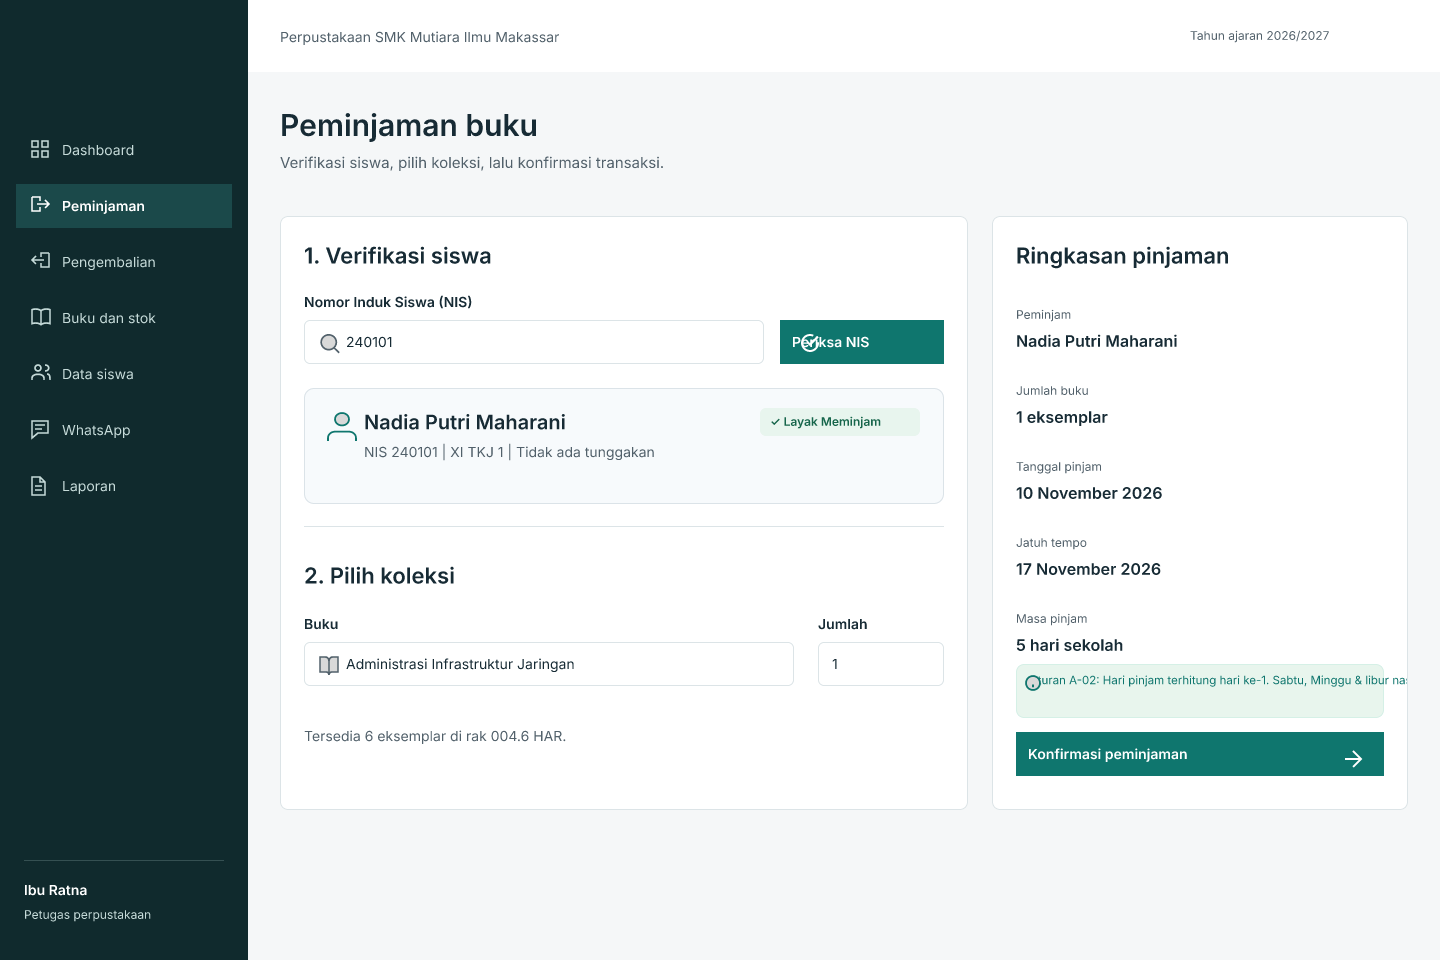 Perpustakaan SMK Mutiara Ilmu Makassar
Tahun ajaran 2026/2027
Dashboard
Peminjaman
Pengembalian
Buku dan stok
Data siswa
WhatsApp
Laporan
Ibu Ratna
Petugas perpustakaan
Peminjaman buku
Verifikasi siswa, pilih koleksi, lalu konfirmasi transaksi.
1. Verifikasi siswa
Nomor Induk Siswa (NIS)
240101
Periksa NIS
Nadia Putri Maharani
✓ Layak Meminjam
NIS 240101 | XI TKJ 1 | Tidak ada tunggakan
2. Pilih koleksi
Buku
Jumlah
Administrasi Infrastruktur Jaringan
1
Tersedia 6 eksemplar di rak 004.6 HAR.
Ringkasan pinjaman
Peminjam
Nadia Putri Maharani
Jumlah buku
1 eksemplar
Tanggal pinjam
10 November 2026
Jatuh tempo
17 November 2026
Masa pinjam
5 hari sekolah
A-02: Hari pinjam terhitung hari ke-1. Sabtu, Minggu & libur
Konfirmasi peminjaman